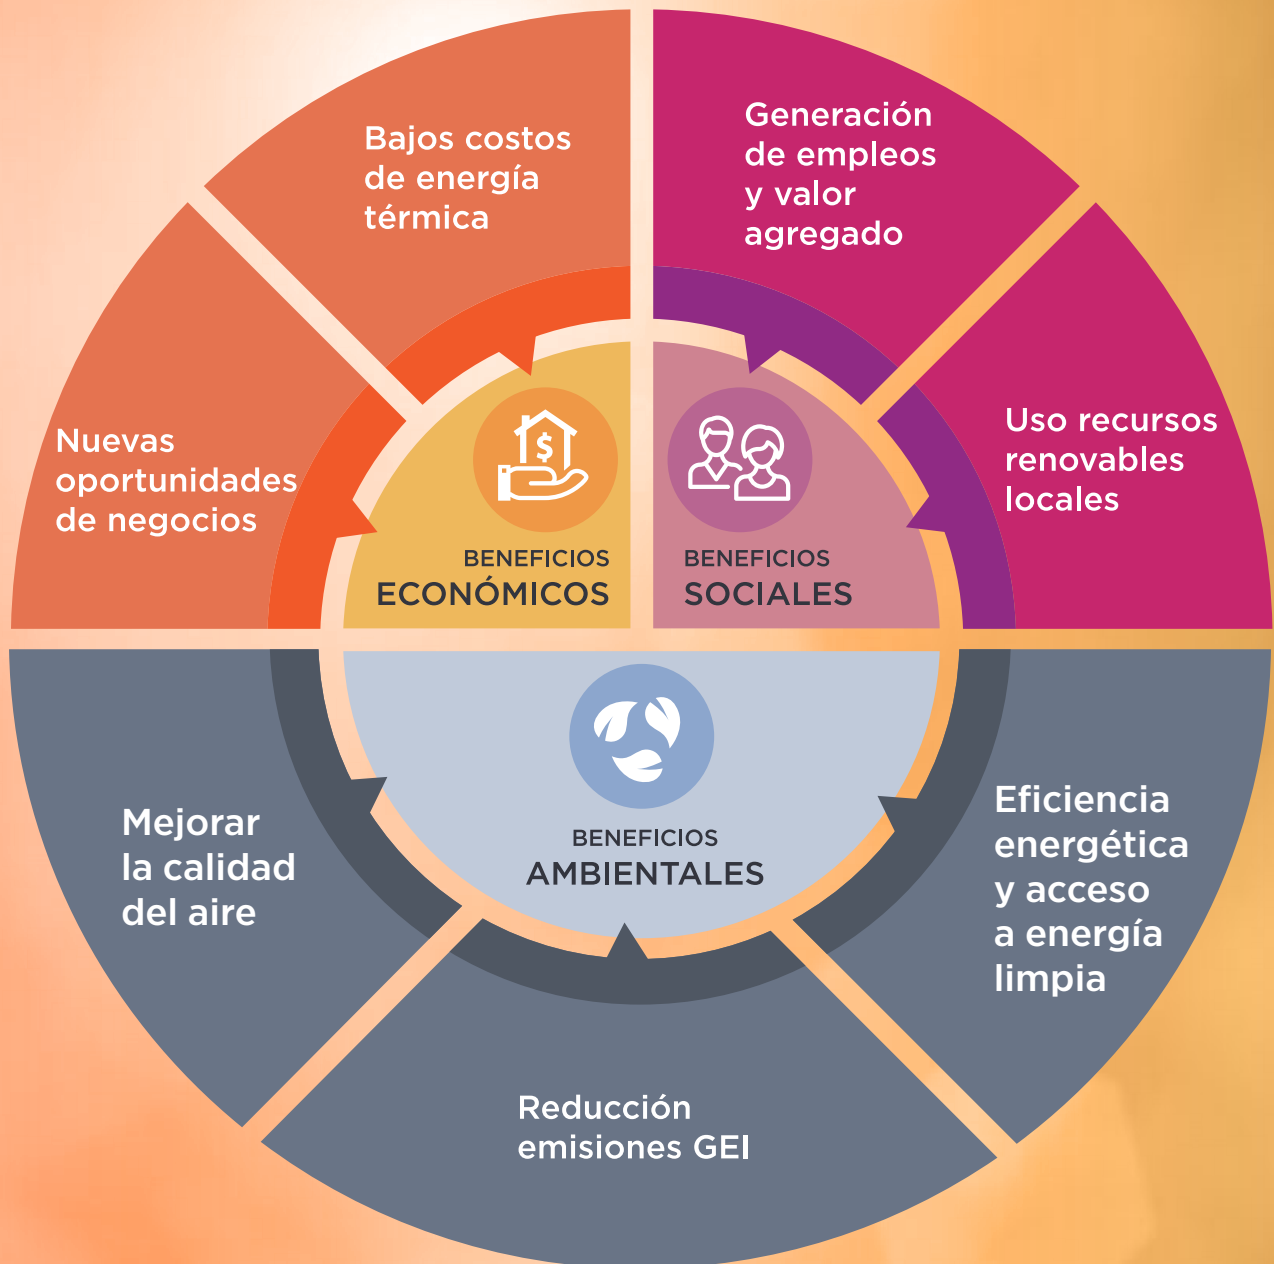 Bajos costos
de energía
térmica
Generación
de empleos
y valor
agregado
Nuevas
oportunidades
de negocios
Uso recursos
renovables
locales
$
BENEFICIOS
ECONÓMICOS
BENEFICIOS
SOCIALES
BENEFICIOS
AMBIENTALES
Mejorar
la calidad
del aire
Eficiencia
energética
y acceso
a energía
limpia
Reducción
emisiones GEI